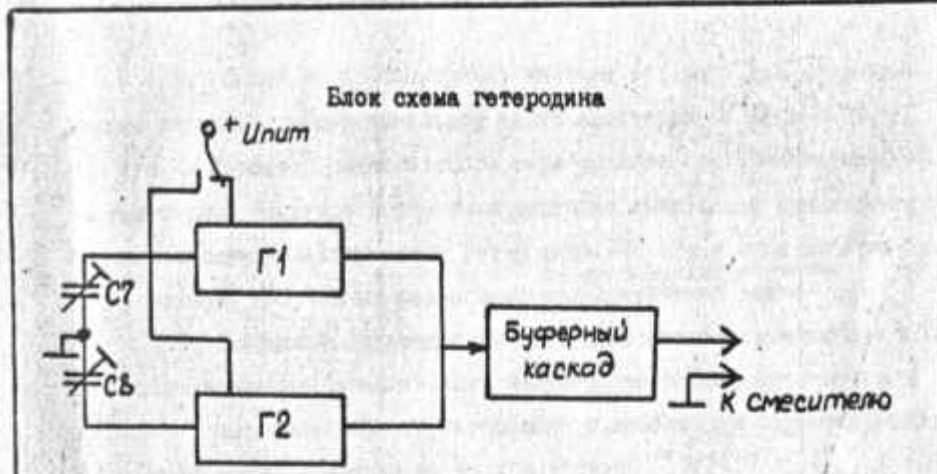 Блок схема гетеродина
+ Uпит
Г1
C7
Буферный
каскад
C8
К смесителю
Г2